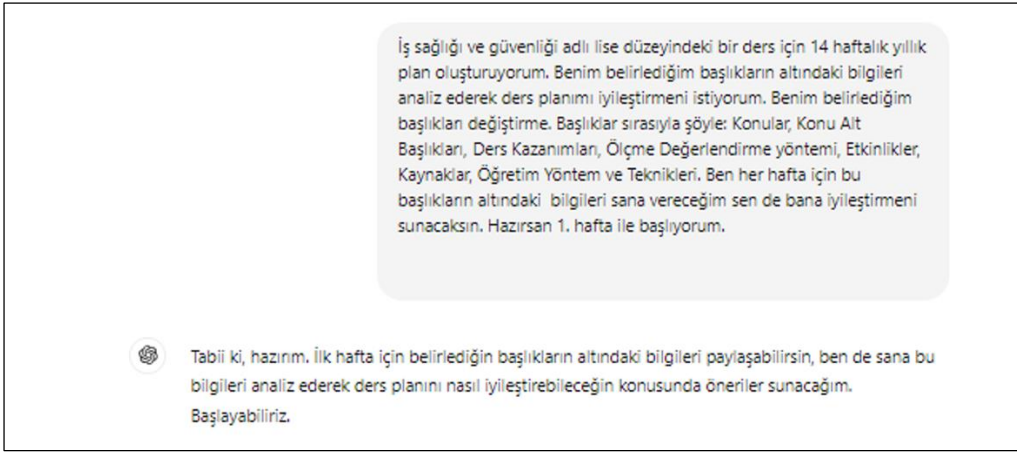 İş sağlığı ve güvenliği adlı lise düzeyindeki bir ders için 14 haftalık yıllık
plan oluşturuyorum. Benim belirlediğim başlıkların altındaki bilgileri
analiz ederek ders planımı iyileştirmeni istiyorum. Benim belirlediğim
başlıkları değiştirme. Başlıklar sırasıyla şöyle: Konular, Konu Alt
Başlıkları, Ders Kazanımları, Ölçme Değerlendirme yöntemi, Etkinlikler,
Kaynaklar, Öğretim Yöntem ve Teknikleri. Ben her hafta için bu
başlıkların altındaki bilgileri sana vereceğim sen de bana iyileştirmeni
sunacaksın. Hazırsan 1. hafta ile başlıyorum.
Tabii ki, hazırım. İlk hafta için belirlediğin başlıkların altındaki bilgileri paylaşabilirsin, ben de sana bu
bilgileri analiz ederek ders planını nasıl iyileştirebileceğin konusunda öneriler sunacağım.
Başlayabiliriz.